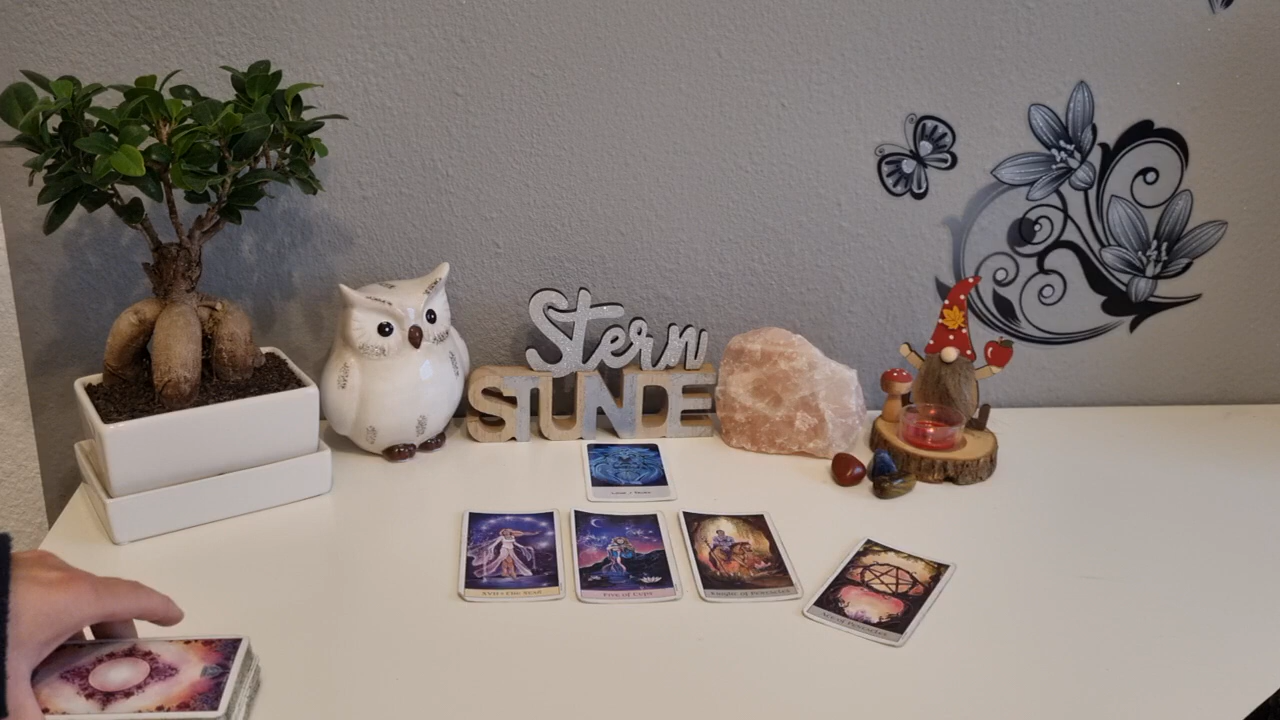 Stern
STUNDE
XVII • The Star
Five of Cups
Knight of Pentacles
Ace of Pentacles